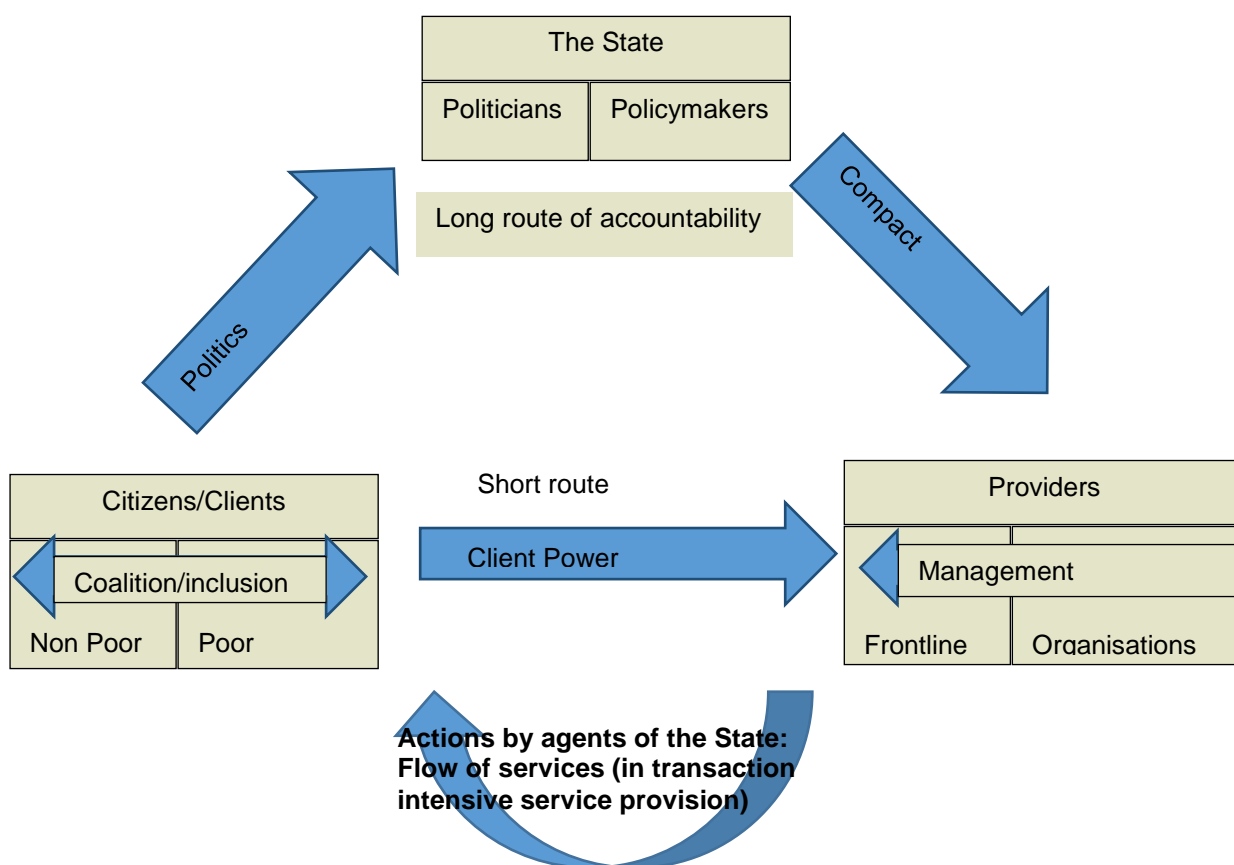 The State
Politicians
Policymakers
Long route of accountability
Politics
Compact
Short route
Client Power
Citizens/Clients
Coalition/inclusion
Non Poor
Poor
Providers
Management
Frontline
Organisations
Actions by agents of the State:
Flow of services (in transaction
intensive service provision)